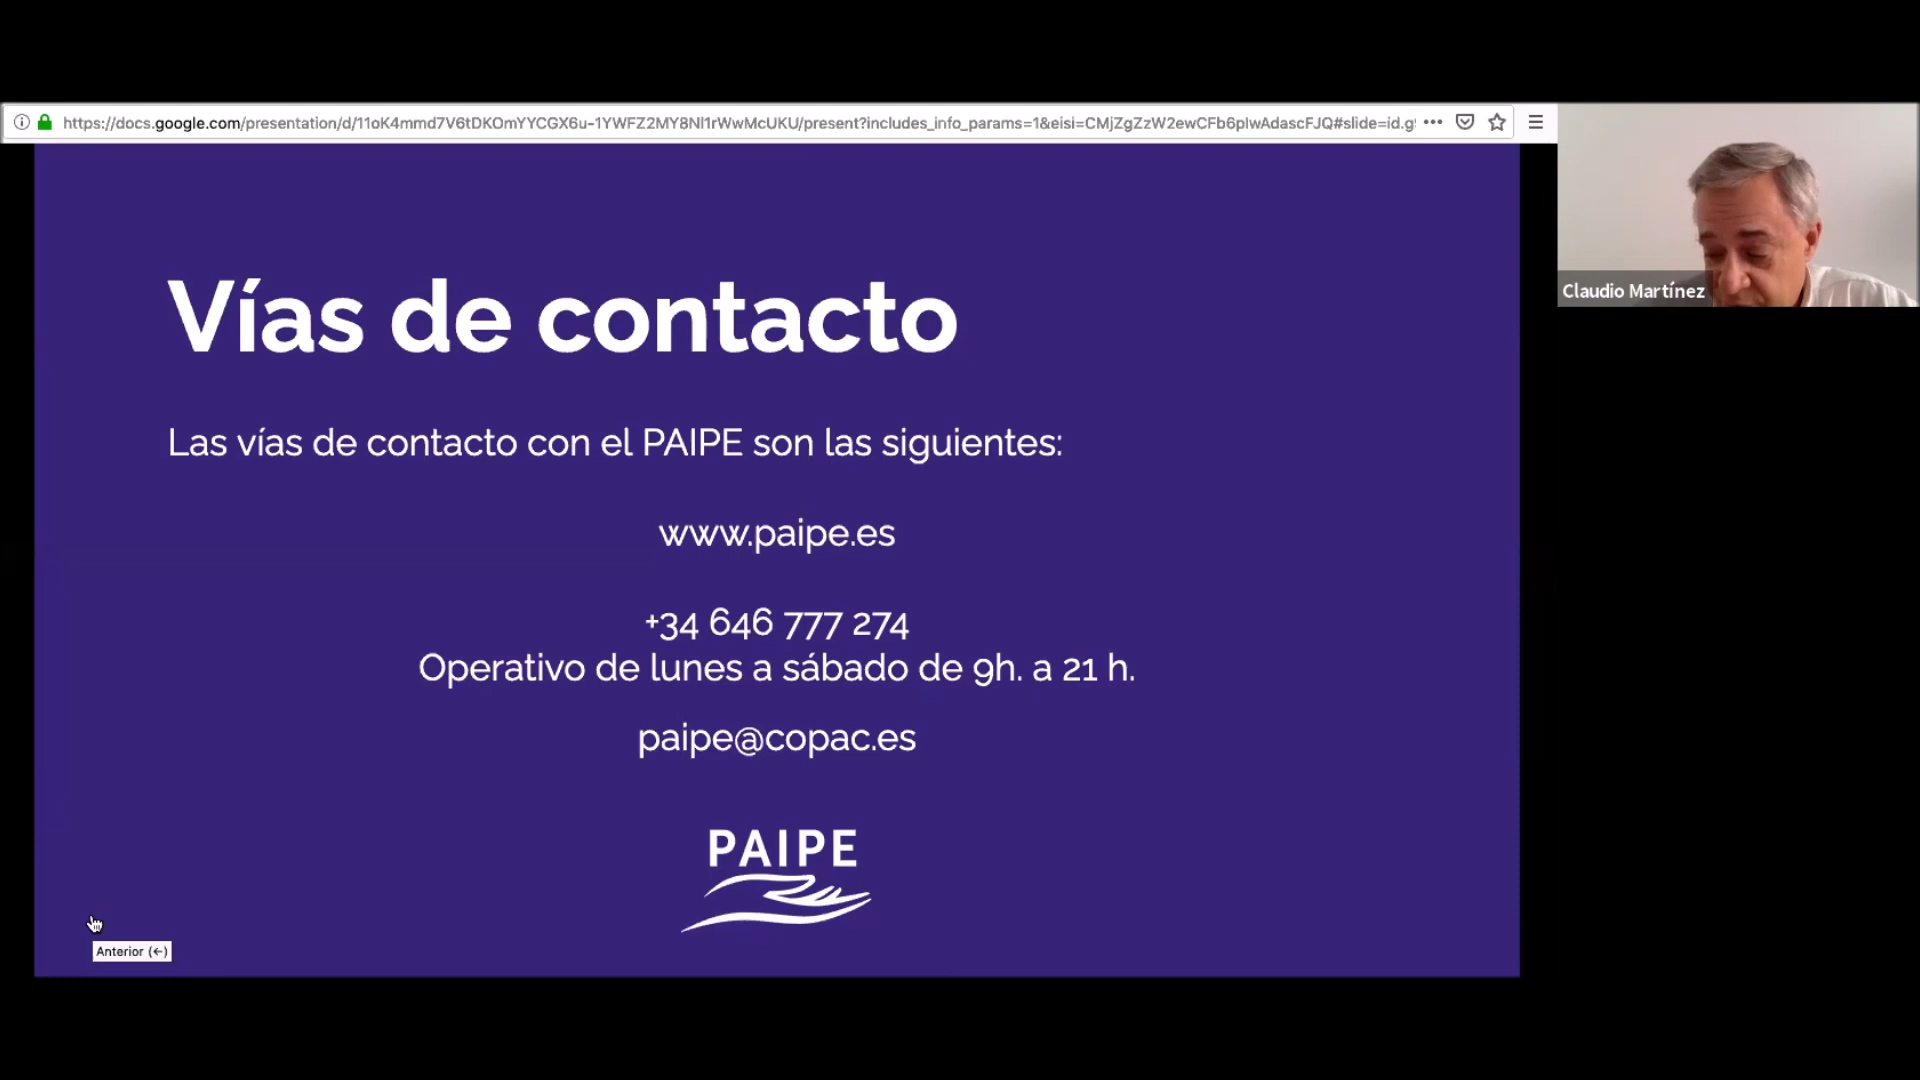 https://docs.google.com/presentation/d/11oK4mmd7V6tDKOmYYCGX6u-1YWFZ2MY8Nl1rWwMcUKU/present?includes_info_params=1&eisi=CMjZgZzW2ewCFb6plwAdascFJQ#slide=id.g
Claudio Martínez
Vías de contacto
Las vías de contacto con el PAIPE son las siguientes:
www.paipe.es
+34 646 777 274
Operativo de lunes a sábado de 9h. a 21 h.
paipe@copac.es
PAIPE
Anterior (←)